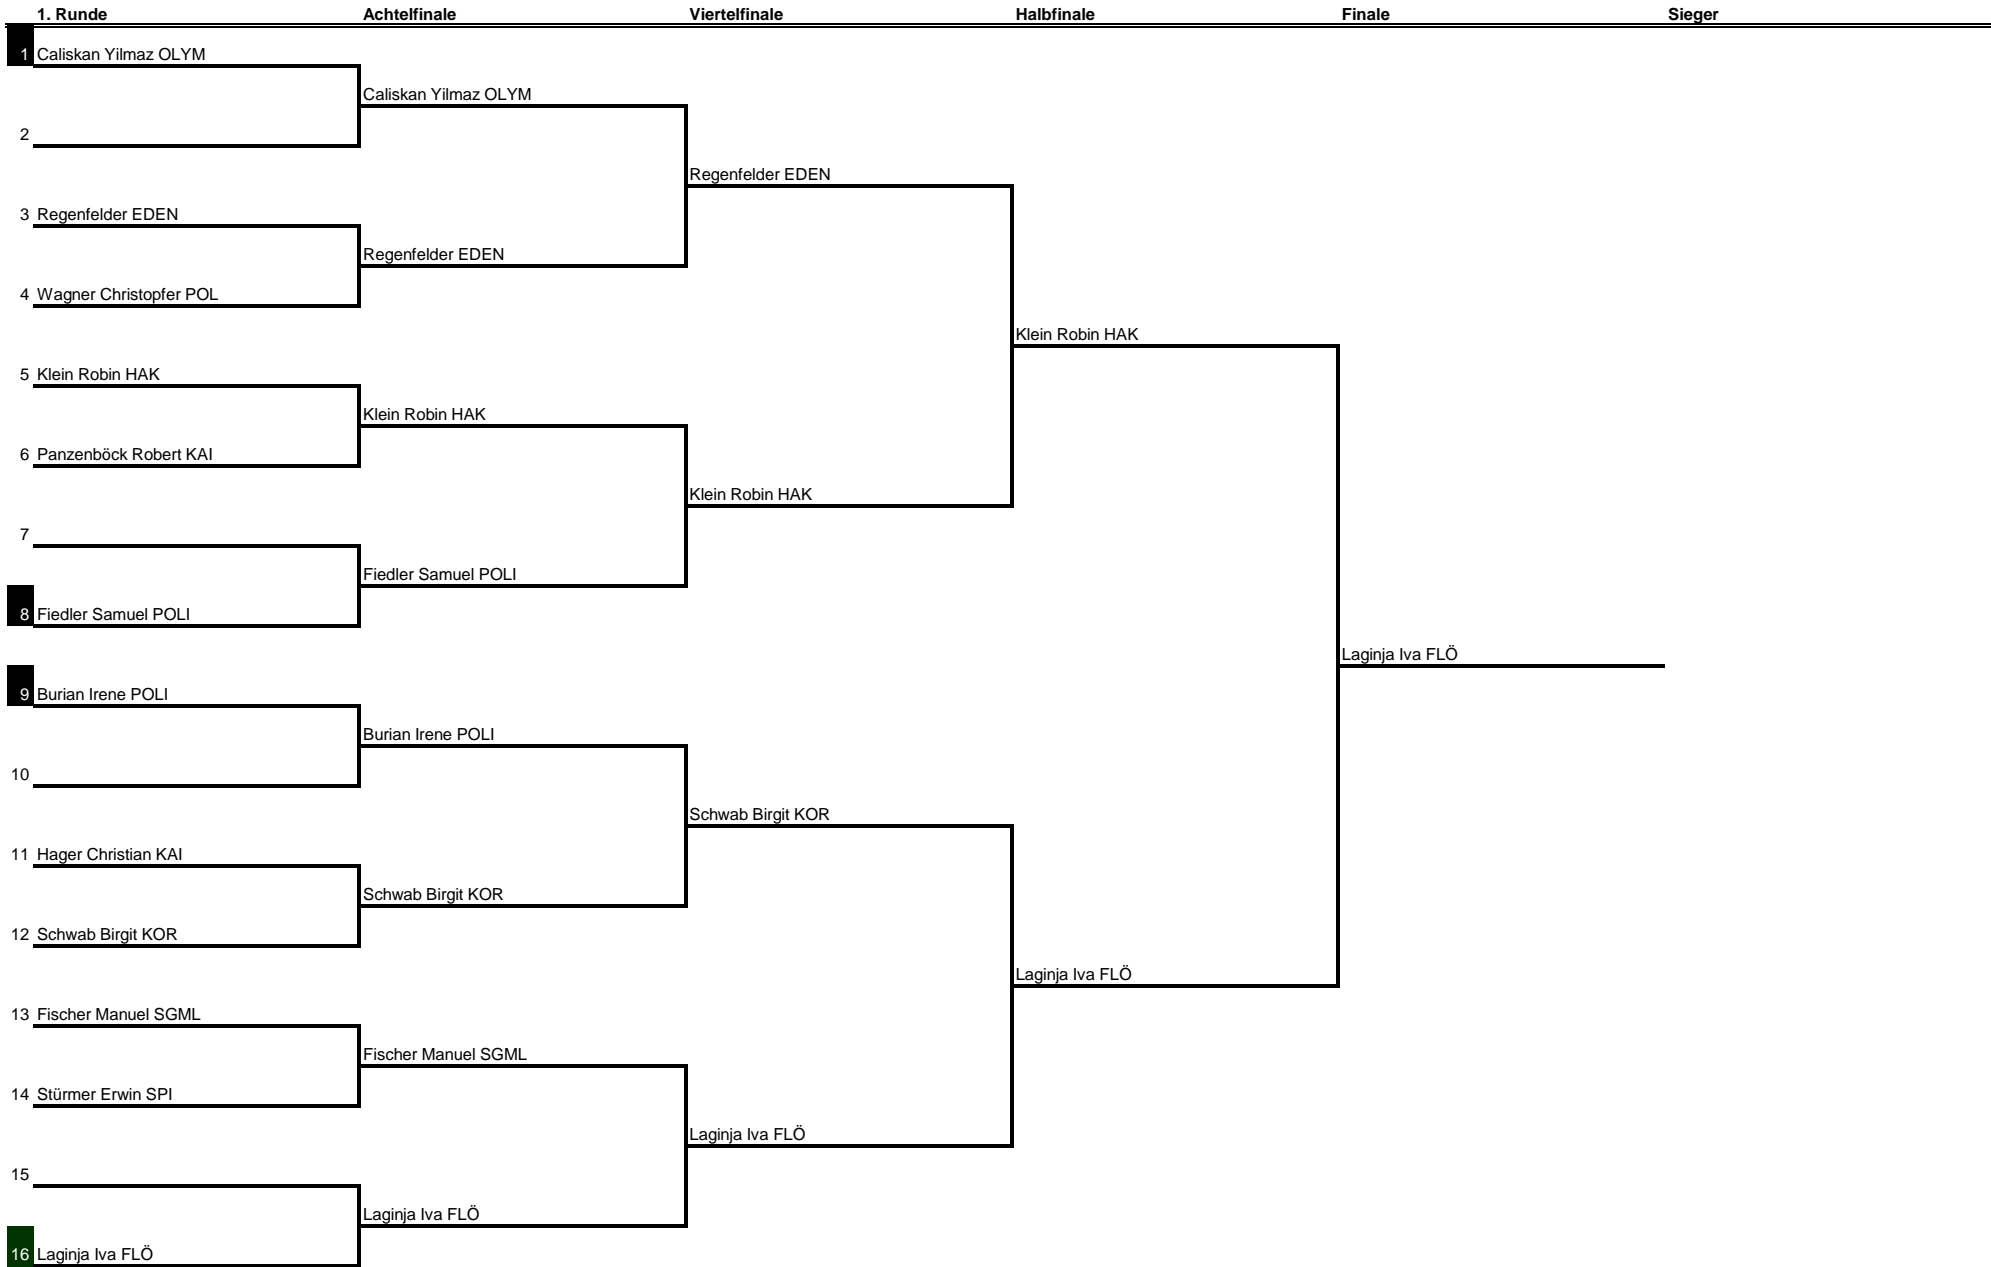 1. Runde Achtelfinale Viertelfinale Halbfinale Finale Sieger
1 Caliskan Yilmaz OLYM
Caliskan Yilmaz OLYM
2
Regenfelder EDEN
3 Regenfelder EDEN
Regenfelder EDEN
4 Wagner Christopfer POL
Klein Robin HAK
5 Klein Robin HAK
Klein Robin HAK
6 Panzenböck Robert KAI
Klein Robin HAK
7
Fiedler Samuel POLI
8 Fiedler Samuel POLI
Laginja Iva FLÖ
9 Burian Irene POLI
Burian Irene POLI
10
Schwab Birgit KOR
11 Hager Christian KAI
Schwab Birgit KOR
12 Schwab Birgit KOR
Laginja Iva FLÖ
13 Fischer Manuel SGML
Fischer Manuel SGML
14 Stürmer Erwin SPI
Laginja Iva FLÖ
15
Laginja Iva FLÖ
16 Laginja Iva FLÖ